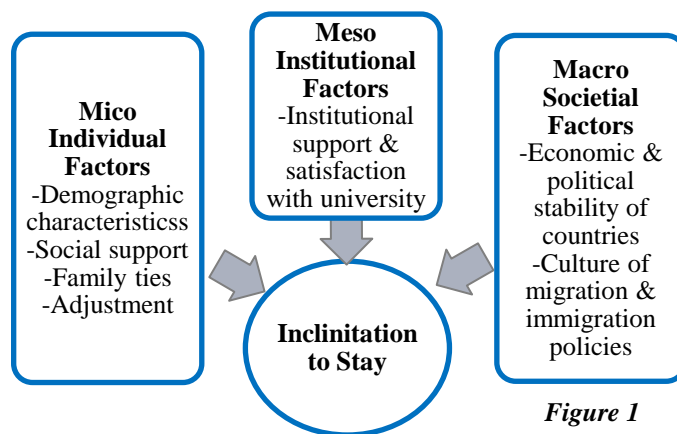 Mico
Individual
Factors
-Demographic
characteristicss
-Social support
-Family ties
-Adjustment
Meso
Institutional
Factors
-Institutional
support &
satisfaction
with university
Macro
Societial
Factors
-Economic &
political
stability of
countries
-Culture of
migration &
immigration
policies
Inclinitation
to Stay
Figure 1